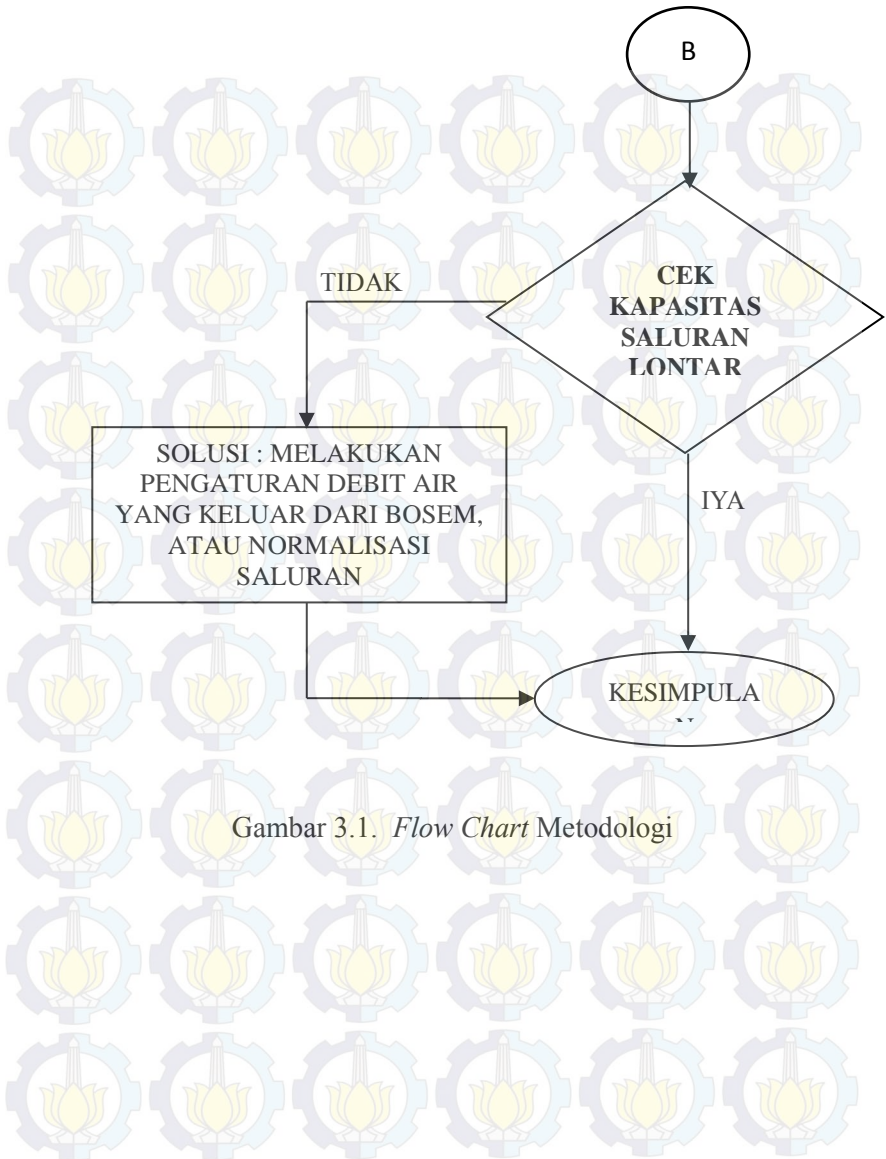 B
CEK
KAPASITAS
SALURAN
LONTAR
TIDAK
SOLUSI : MELAKUKAN
PENGATURAN DEBIT AIR
YANG KELUAR DARI BOSEM,
ATAU NORMALISASI
SALURAN
IYA
KESIMPULA
N
Gambar 3.1. Flow Chart Metodologi